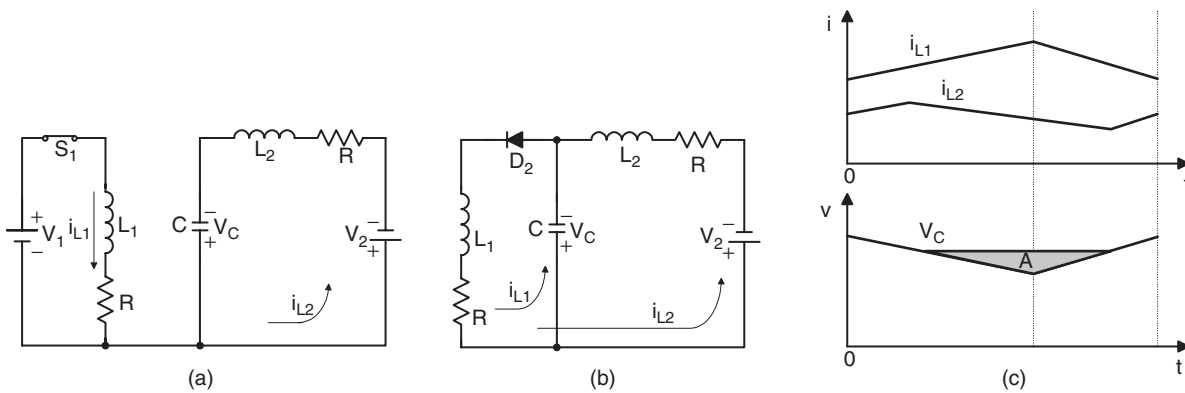 S1
V1
+
−
iL1
L1
R
C
−
VC
+
L2
R
V2
−
+
iL2
(a)
D2
L1
R
iL1
C
−
VC
+
L2
R
V2
−
+
iL2
(b)
i
iL1
iL2
0
v
VC
A
0
t
(c)